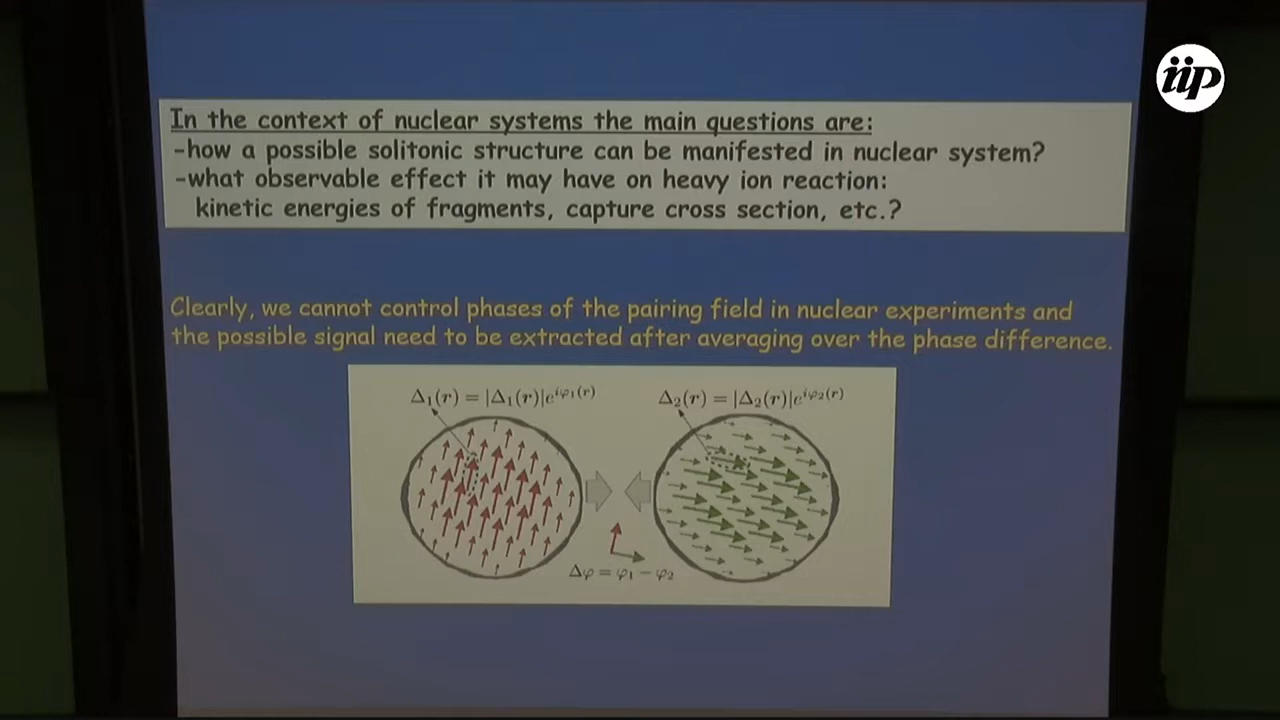 iip
In the context of nuclear systems the main questions are:
-how a possible solitonic structure can be manifested in nuclear system?
-what observable effect it may have on heavy ion reaction:
kinetic energies of fragments, capture cross section, etc.?
Clearly, we cannot control phases of the pairing field in nuclear experiments and
the possible signal need to be extracted after averaging over the phase difference.
Δ₁(r) = |Δ₁(r)|e^{iφ₁(r)} Δ₂(r) = |Δ₂(r)|e^{iφ₂(r)}
Δφ = φ₁ − φ₂